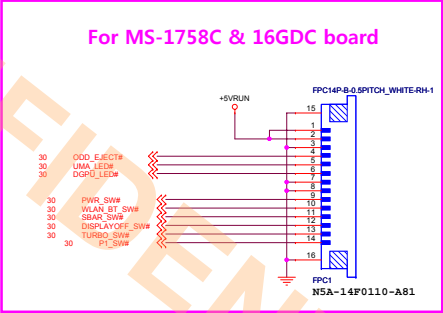 For MS-1758C & 16GDC board
FPC14P-B-0.5PITCH_WHITE-RH-1
+5VRUN
15
1
2
3
30 ODD_EJECT# 4
30 UMA_LED# 5
30 DGPU_LED# 6
7
8
30 PWR_SW# 9
30 WLAN_BT_SW# 10
30 SBAR_SW# 11
30 DISPLAYOFF_SW# 12
30 TURBO_SW# 13
30 P1_SW# 14
16
FPC1
N5A-14F0110-A81
FIDEN